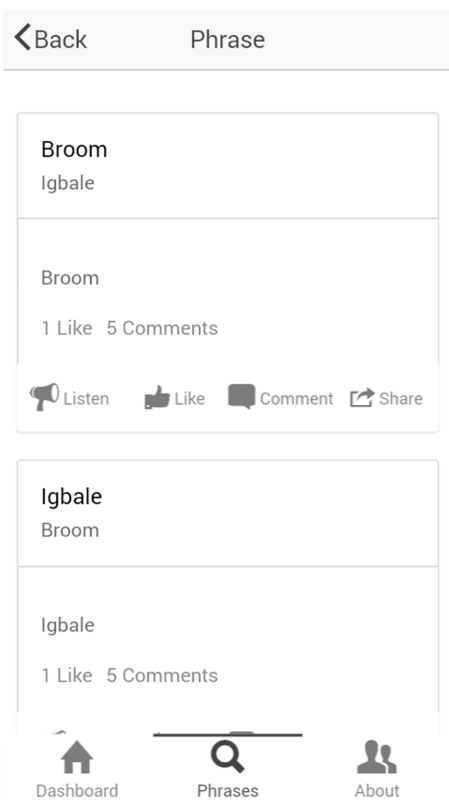 Back Phrase
Broom
Igbale
Broom
1 Like 5 Comments
Listen Like Comment Share
Igbale
Broom
Igbale
1 Like 5 Comments
Dashboard Phrases About